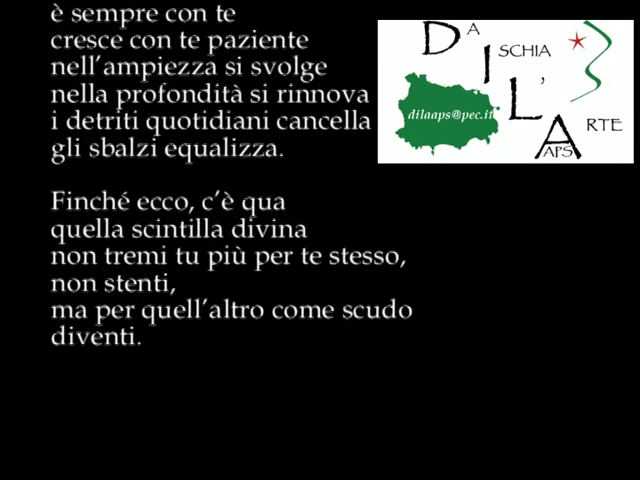 è sempre con te
cresce con te paziente
nell'ampiezza si svolge
nella profondità si rinnova
i detriti quotidiani cancella
gli sbalzi equalizza.
Finché ecco, c'è qua
quella scintilla divina
non tremi tu più per te stesso,
non stenti,
ma per quell'altro come scudo
diventi.
DA
ISCHIA
L'
ARTE
APS
dilaaps@pec.it